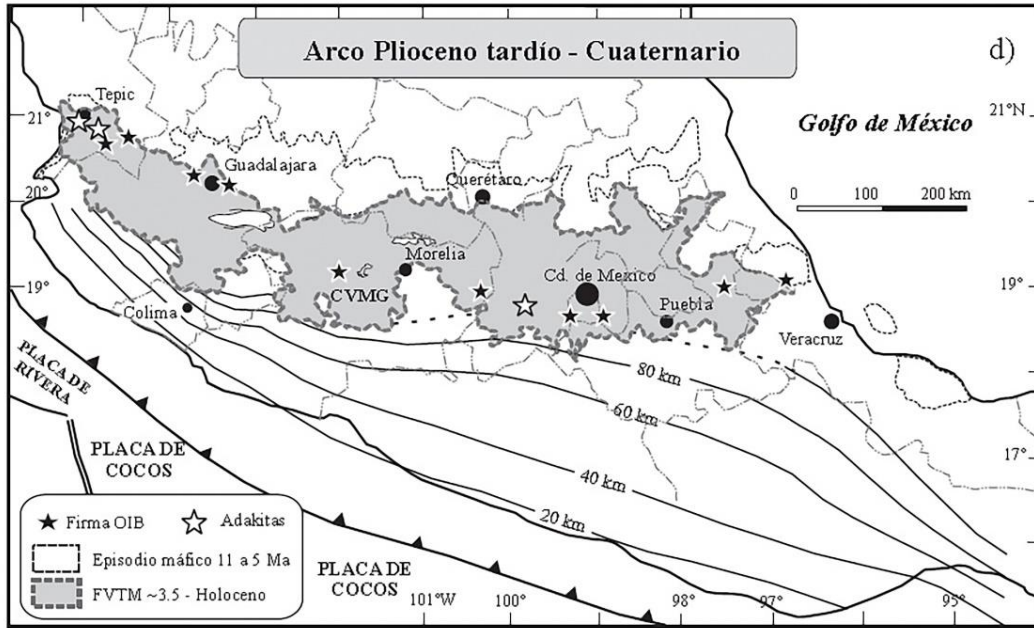 Arco Plioceno tardío - Cuaternario
d)
Tepic
21°
21°N
Golfo de México
Guadalajara
Querétaro
0 100 200 km
20°
20°
Morelia
Cd. de Mexico
CVMG
19°
19°
Puebla
Colima
Veracruz
80 km
PLACA DE
RIVERA
60 km
PLACA DE
COCOS
17°
40 km
20 km
Firma OIB
Adakitas
Episodio máfico 11 a 5 Ma
FVTM ~3.5 - Holoceno
PLACA DE
COCOS
101°W
100°
98°
97°
95°